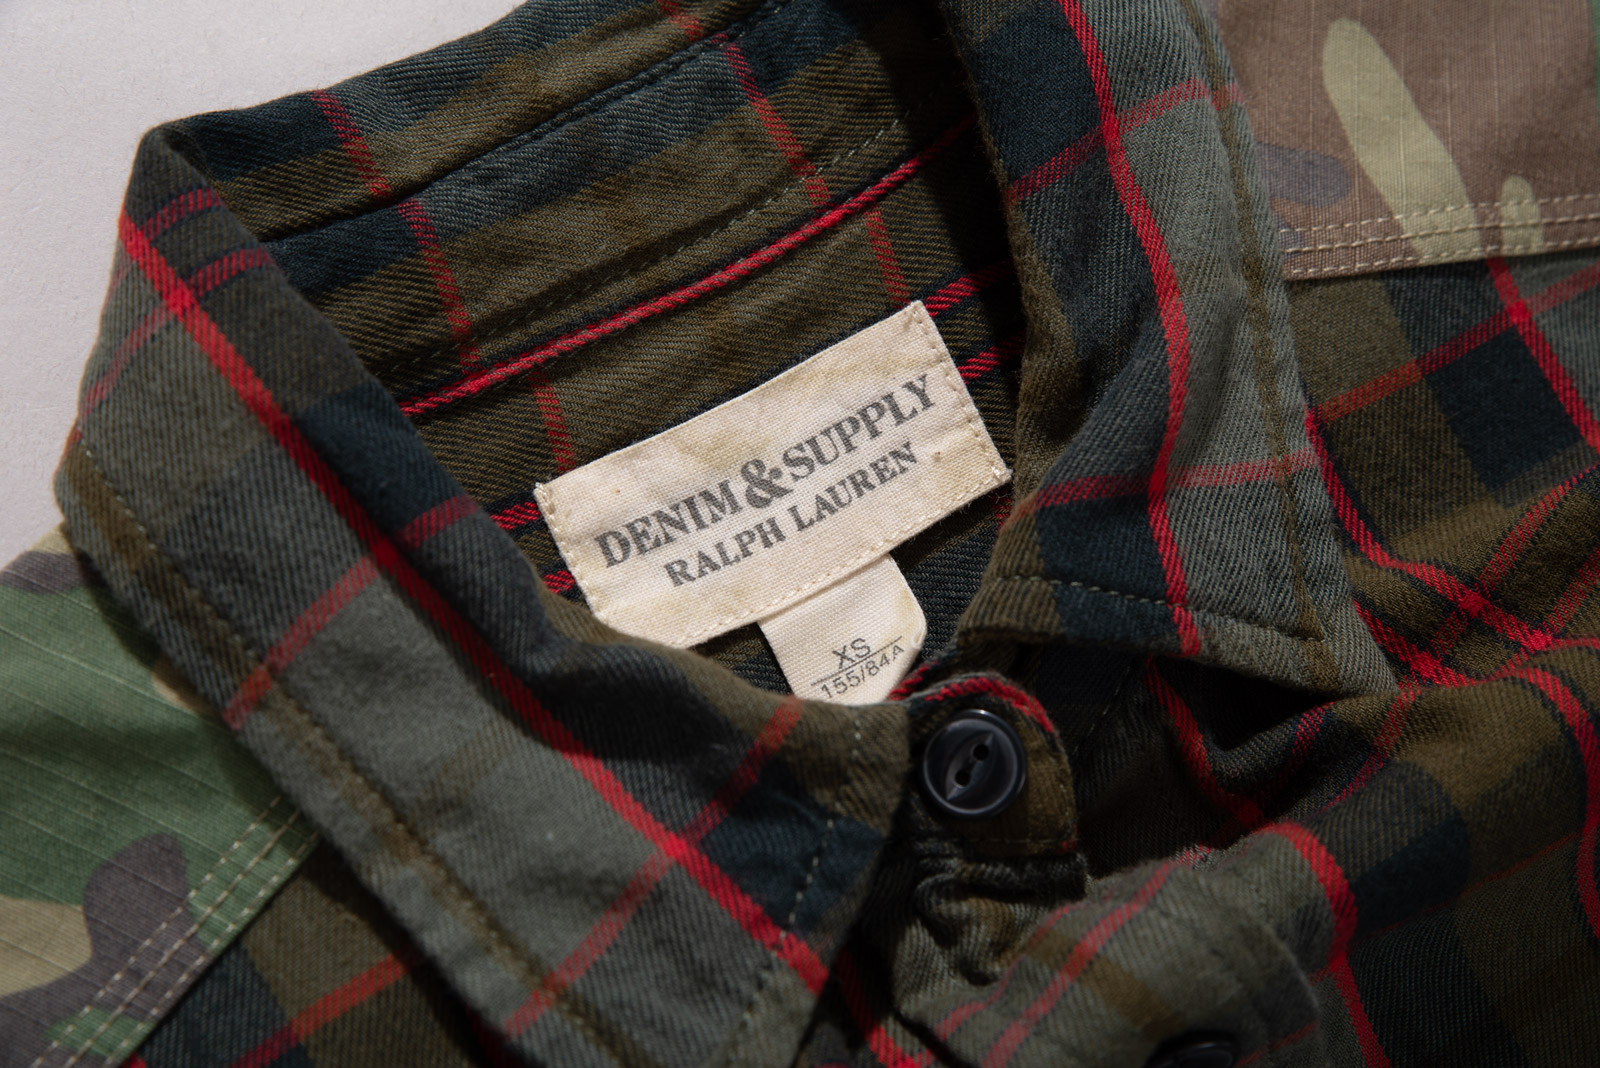 DENIM & SUPPLY
RALPH LAUREN
XS
155/84A